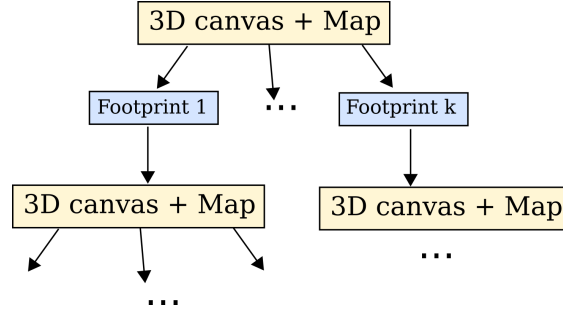 3D canvas + Map
Footprint 1
...
Footprint k
3D canvas + Map
3D canvas + Map
...
...